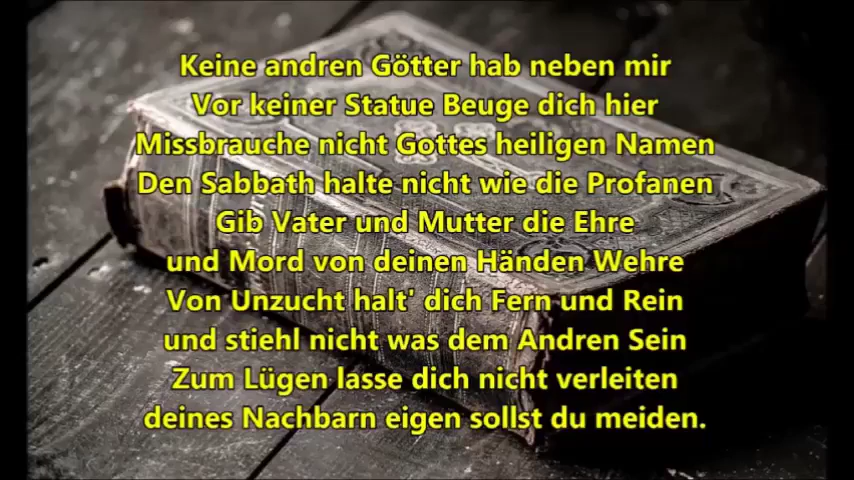 Keine andren Götter hab neben mir
Vor keiner Statue Beuge dich hier
Missbrauche nicht Gottes heiligen Namen
Den Sabbath halte nicht wie die Profanen
Gib Vater und Mutter die Ehre
und Mord von deinen Händen Wehre
Von Unzucht halt' dich Fern und Rein
und stiehl nicht was dem Andren Sein
Zum Lügen lasse dich nicht verleiten
deines Nachbarn eigen sollst du meiden.